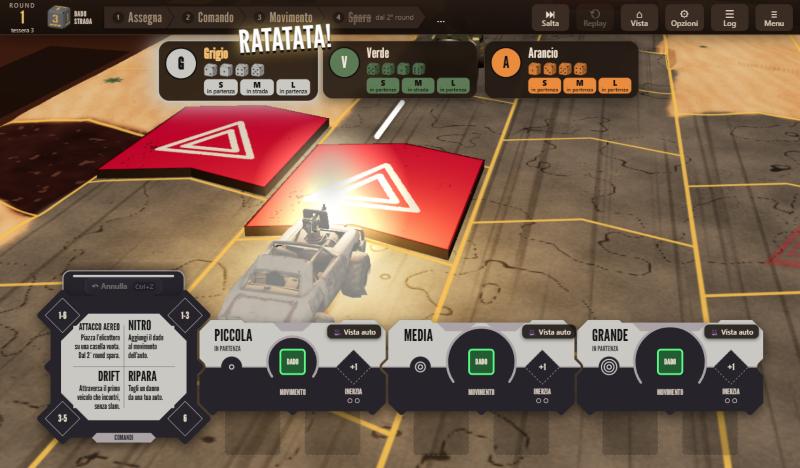 ROUND
1
tessera 3
3
DADO
STRADA
1 Assegna
2 Comando
3 Movimento
4 Sparo dal 2° round
...
Salta
Replay
Vista
Opzioni
Log
Menu
RATATATA!
G
Grigio
S
in partenza
M
in strada
L
in partenza
V
Verde
S
in partenza
M
in strada
L
in partenza
A
Arancio
S
in partenza
M
in partenza
L
in partenza
Annulla Ctrl+Z
1-6
1-3
ATTACCO AEREO
Piazza l'elicottero
su una casella vuota.
Dal 2° round spara.
NITRO
Aggiungi il dado
al movimento
dell'auto.
DRIFT
Attraversa il primo
veicolo che incontri,
senza slam.
RIPARA
Togli un danno
da una tua auto.
3-5
6
COMANDI
PICCOLA
IN PARTENZA
Vista auto
DADO
+1
MOVIMENTO
INERZIA
MEDIA
IN PARTENZA
Vista auto
DADO
+1
MOVIMENTO
INERZIA
GRANDE
IN PARTENZA
Vista auto
DADO
+1
MOVIMENTO
INERZIA